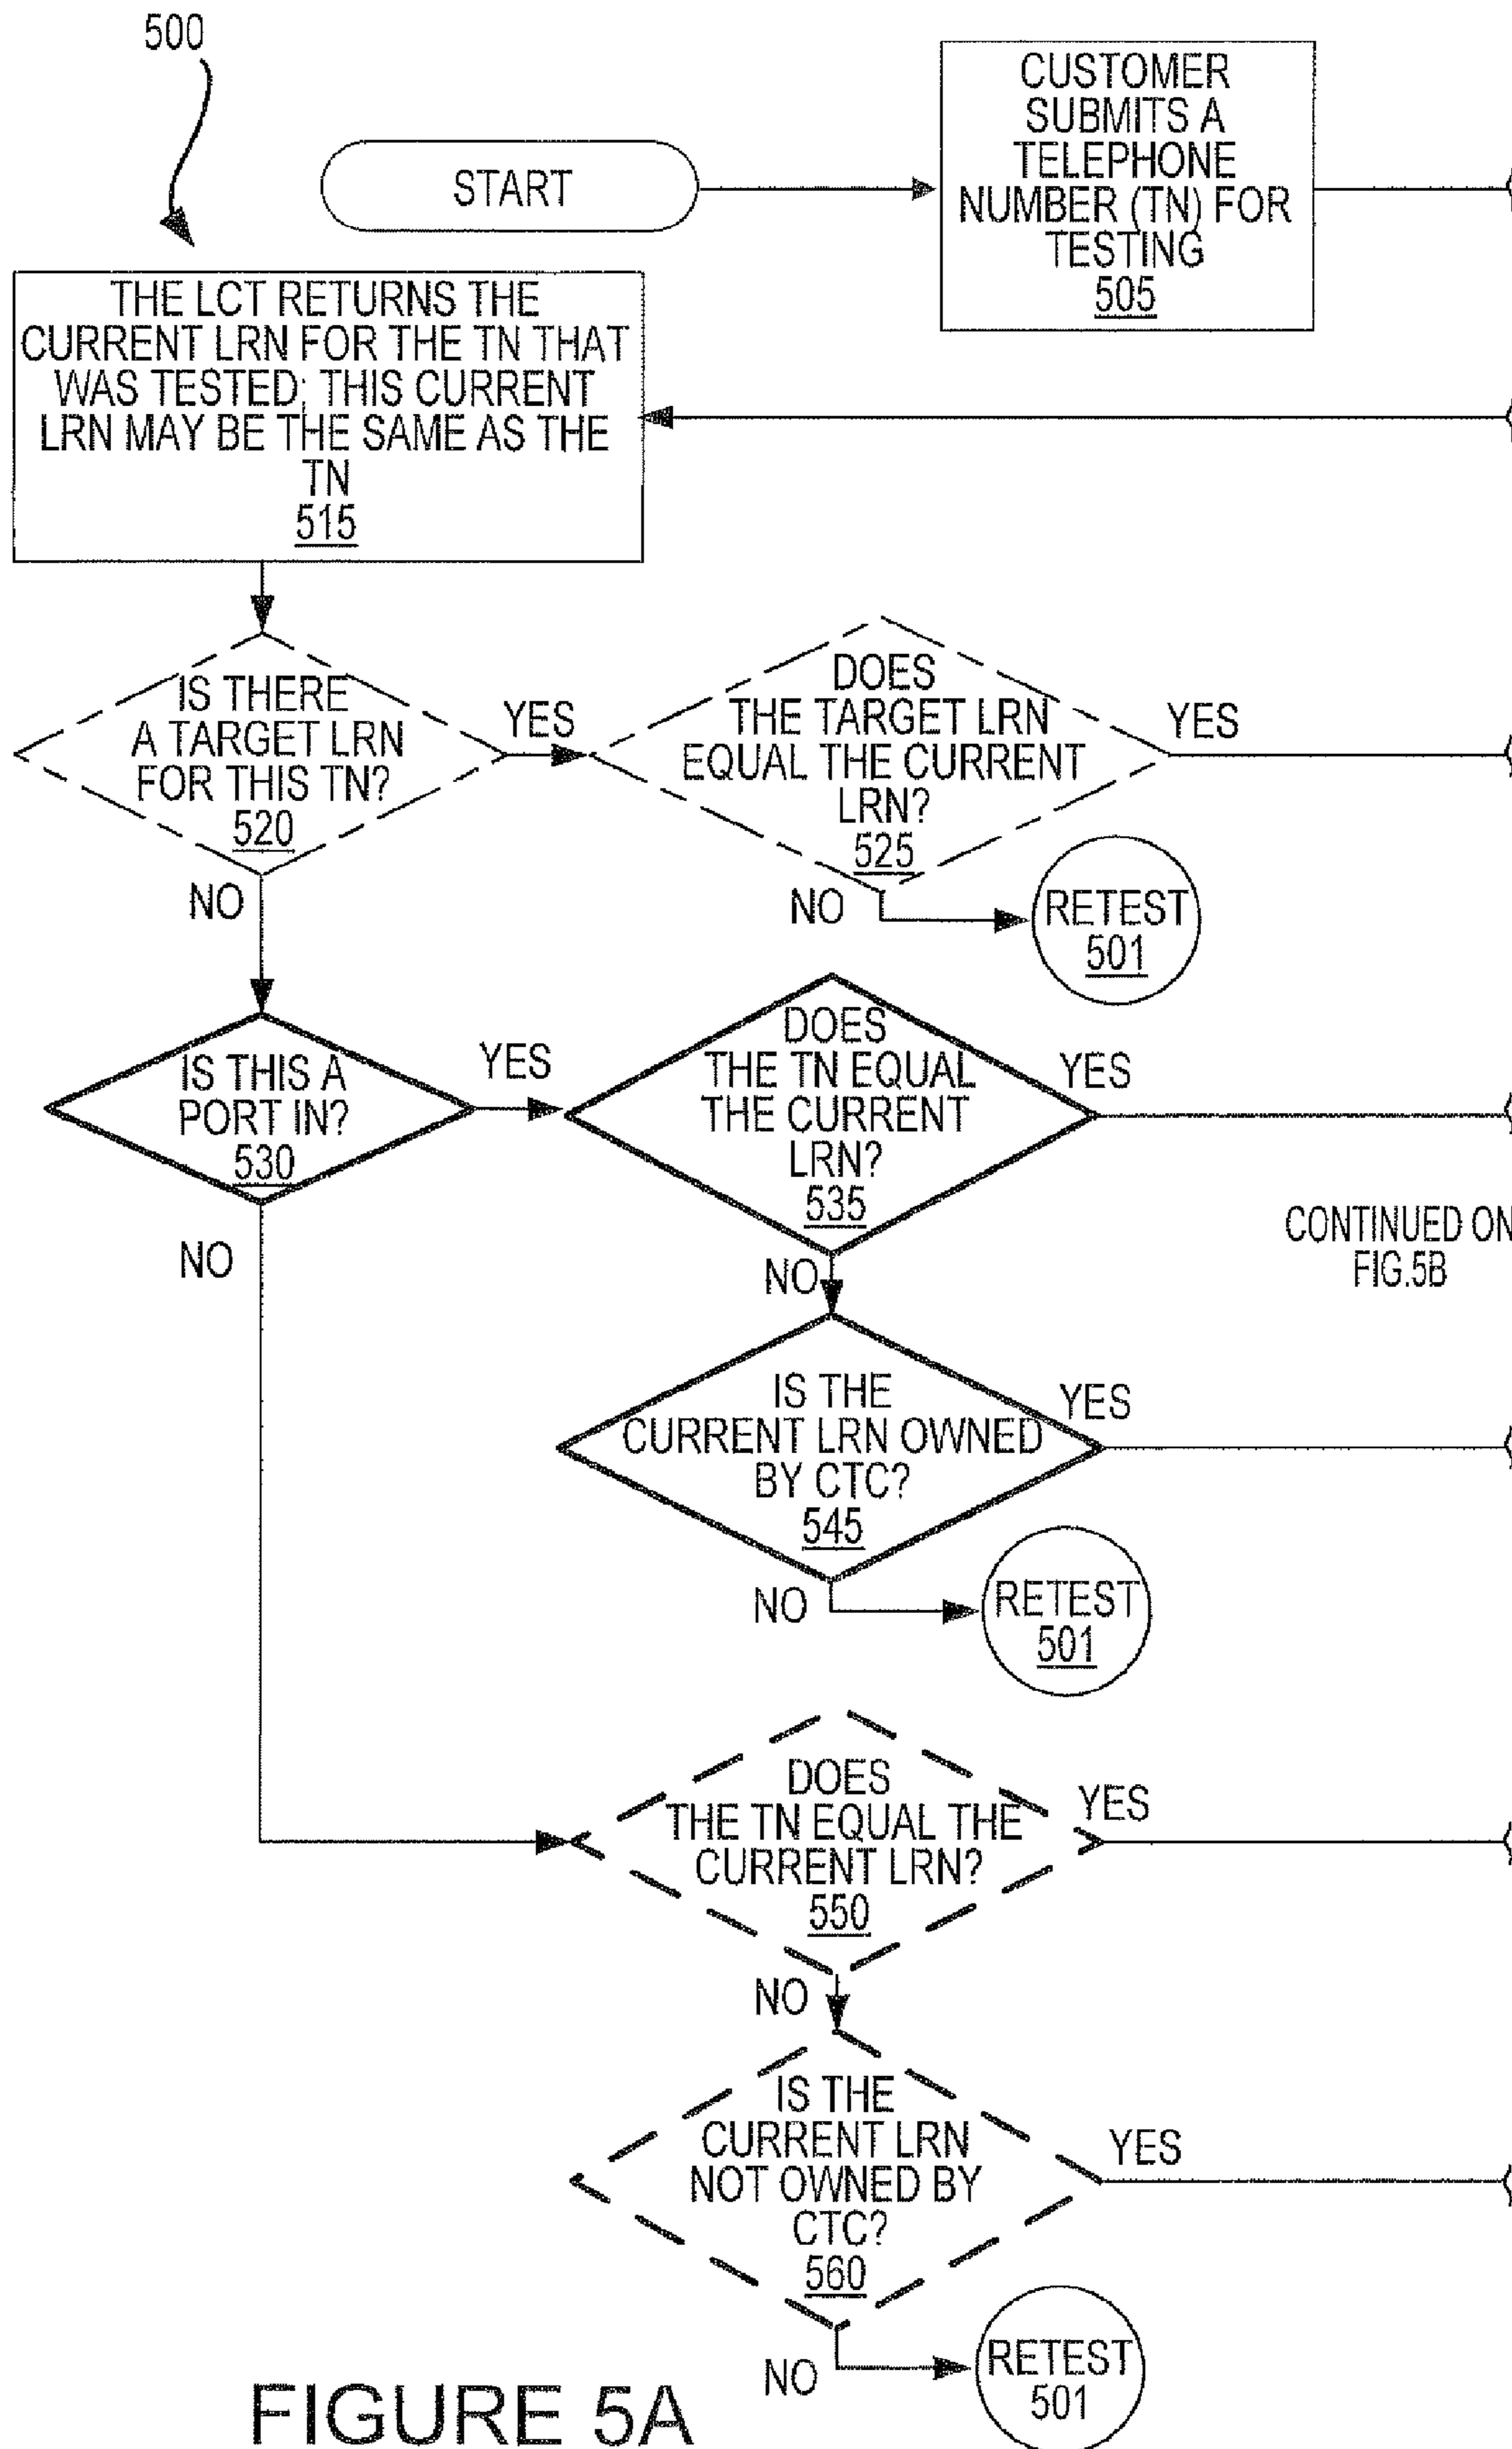 500
START
CUSTOMER
SUBMITS A
TELEPHONE
NUMBER (TN) FOR
TESTING
505
THE LCT RETURNS THE
CURRENT LRN FOR THE TN THAT
WAS TESTED; THIS CURRENT
LRN MAY BE THE SAME AS THE
TN
515
IS THERE
A TARGET LRN
FOR THIS TN?
520
YES
NO
DOES
THE TARGET LRN
EQUAL THE CURRENT
LRN?
525
YES
NO
RETEST
501
IS THIS A
PORT IN?
530
YES
NO
DOES
THE TN EQUAL
THE CURRENT
LRN?
535
YES
NO
CONTINUED ON
FIG.5B
IS THE
CURRENT LRN OWNED
BY CTC?
545
YES
NO
RETEST
501
DOES
THE TN EQUAL THE
CURRENT LRN?
550
YES
NO
IS THE
CURRENT LRN
NOT OWNED BY
CTC?
560
YES
NO
RETEST
501
FIGURE 5A